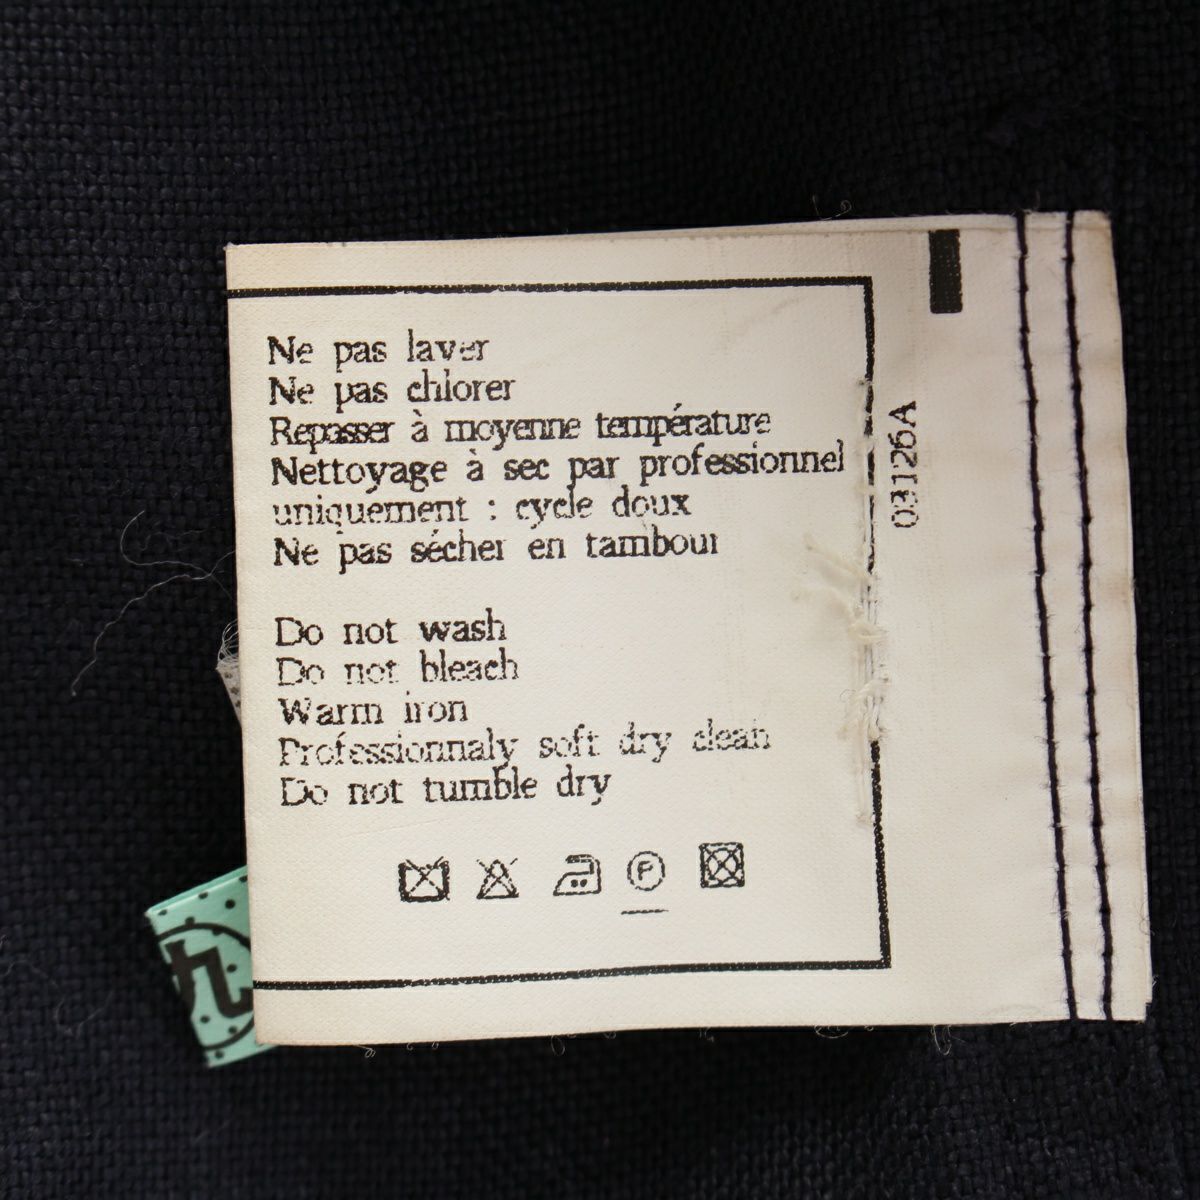 Ne pas laver
Ne pas chlorer
Repasser à moyenne température
Nettoyage à sec par professionnel
uniquement : cycle doux
Ne pas sécher en tambour
Do not wash
Do not bleach
Warm iron
Professionnaly soft dry clean
Do not tumble dry
F
03126A
九